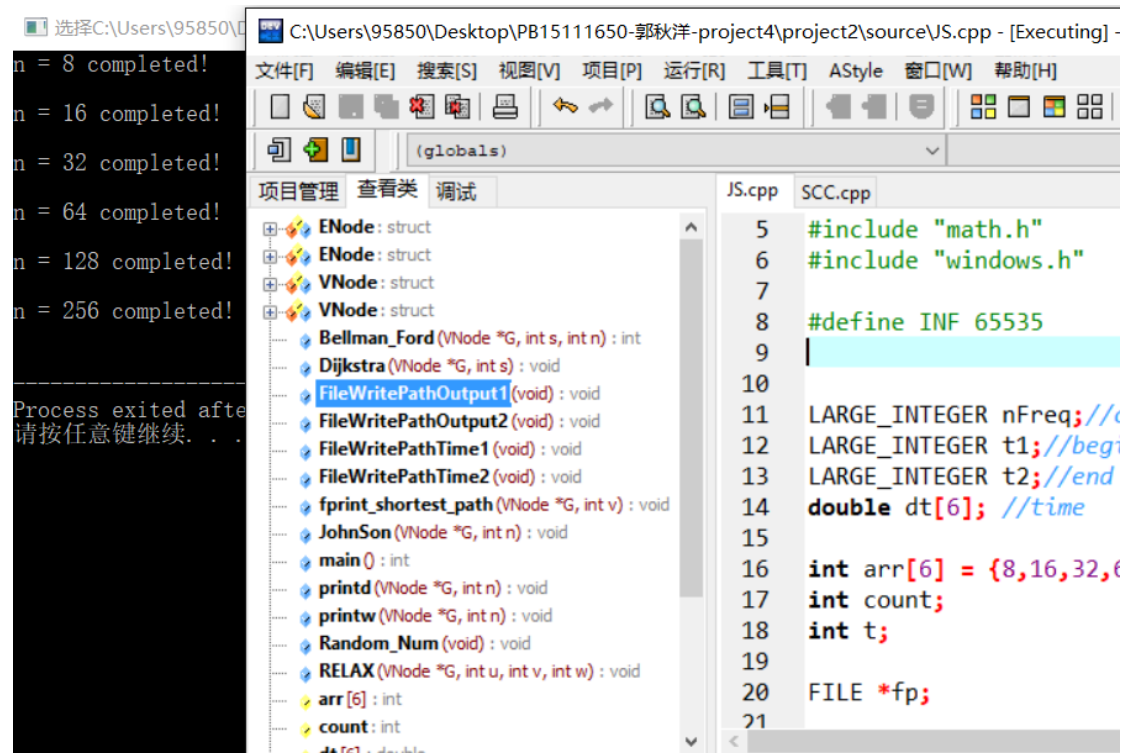 选择C:\Users\95850\D
n = 8 completed!
n = 16 completed!
n = 32 completed!
n = 64 completed!
n = 128 completed!
n = 256 completed!
--------------------
Process exited afte
请按任意键继续. . .
C:\Users\95850\Desktop\PB15111650-郭秋洋-project4\project2\source\JS.cpp - [Executing] -
文件[F] 编辑[E] 搜索[S] 视图[V] 项目[P] 运行[R] 工具[T] AStyle 窗口[W] 帮助[H]
(globals)
项目管理 查看类 调试
ENode : struct
ENode : struct
VNode : struct
VNode : struct
Bellman_Ford (VNode *G, int s, int n) : int
Dijkstra (VNode *G, int s) : void
FileWritePathOutput1 (void) : void
FileWritePathOutput2 (void) : void
FileWritePathTime1 (void) : void
FileWritePathTime2 (void) : void
fprint_shortest_path (VNode *G, int v) : void
JohnSon (VNode *G, int n) : void
main () : int
printd (VNode *G, int n) : void
printw (VNode *G, int n) : void
Random_Num (void) : void
RELAX (VNode *G, int u, int v, int w) : void
arr [6] : int
count : int
dt [6] : double
JS.cpp SCC.cpp
5 #include "math.h"
6 #include "windows.h"
7
8 #define INF 65535
9
10
11 LARGE_INTEGER nFreq;//
12 LARGE_INTEGER t1;//beg
13 LARGE_INTEGER t2;//end
14 double dt[6]; //time
15
16 int arr[6] = {8,16,32,6
17 int count;
18 int t;
19
20 FILE *fp;
21